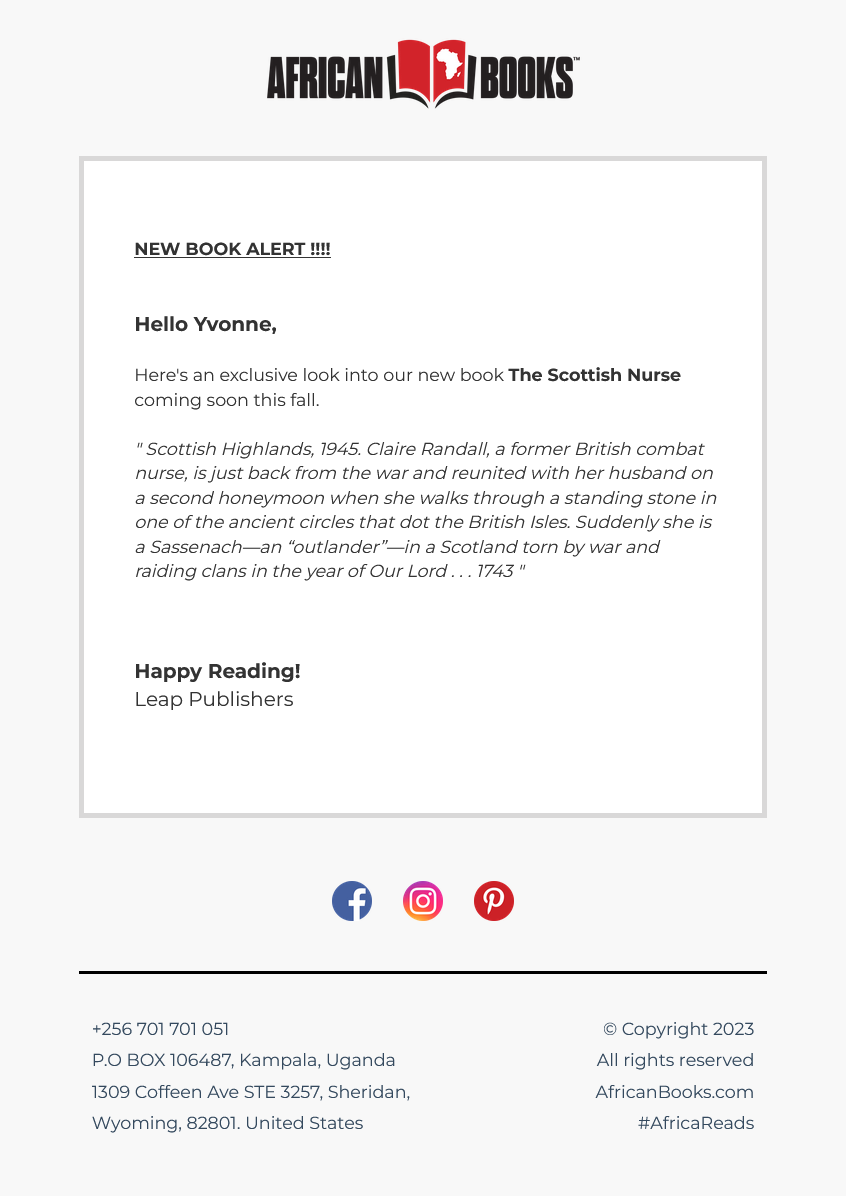 AFRICAN BOOKS™
NEW BOOK ALERT !!!!
Hello Yvonne,
Here's an exclusive look into our new book The Scottish Nurse
coming soon this fall.
" Scottish Highlands, 1945. Claire Randall, a former British combat
nurse, is just back from the war and reunited with her husband on
a second honeymoon when she walks through a standing stone in
one of the ancient circles that dot the British Isles. Suddenly she is
a Sassenach—an “outlander”—in a Scotland torn by war and
raiding clans in the year of Our Lord . . . 1743 "
Happy Reading!
Leap Publishers
+256 701 701 051
P.O BOX 106487, Kampala, Uganda
1309 Coffeen Ave STE 3257, Sheridan,
Wyoming, 82801. United States
© Copyright 2023
All rights reserved
AfricanBooks.com
#AfricaReads